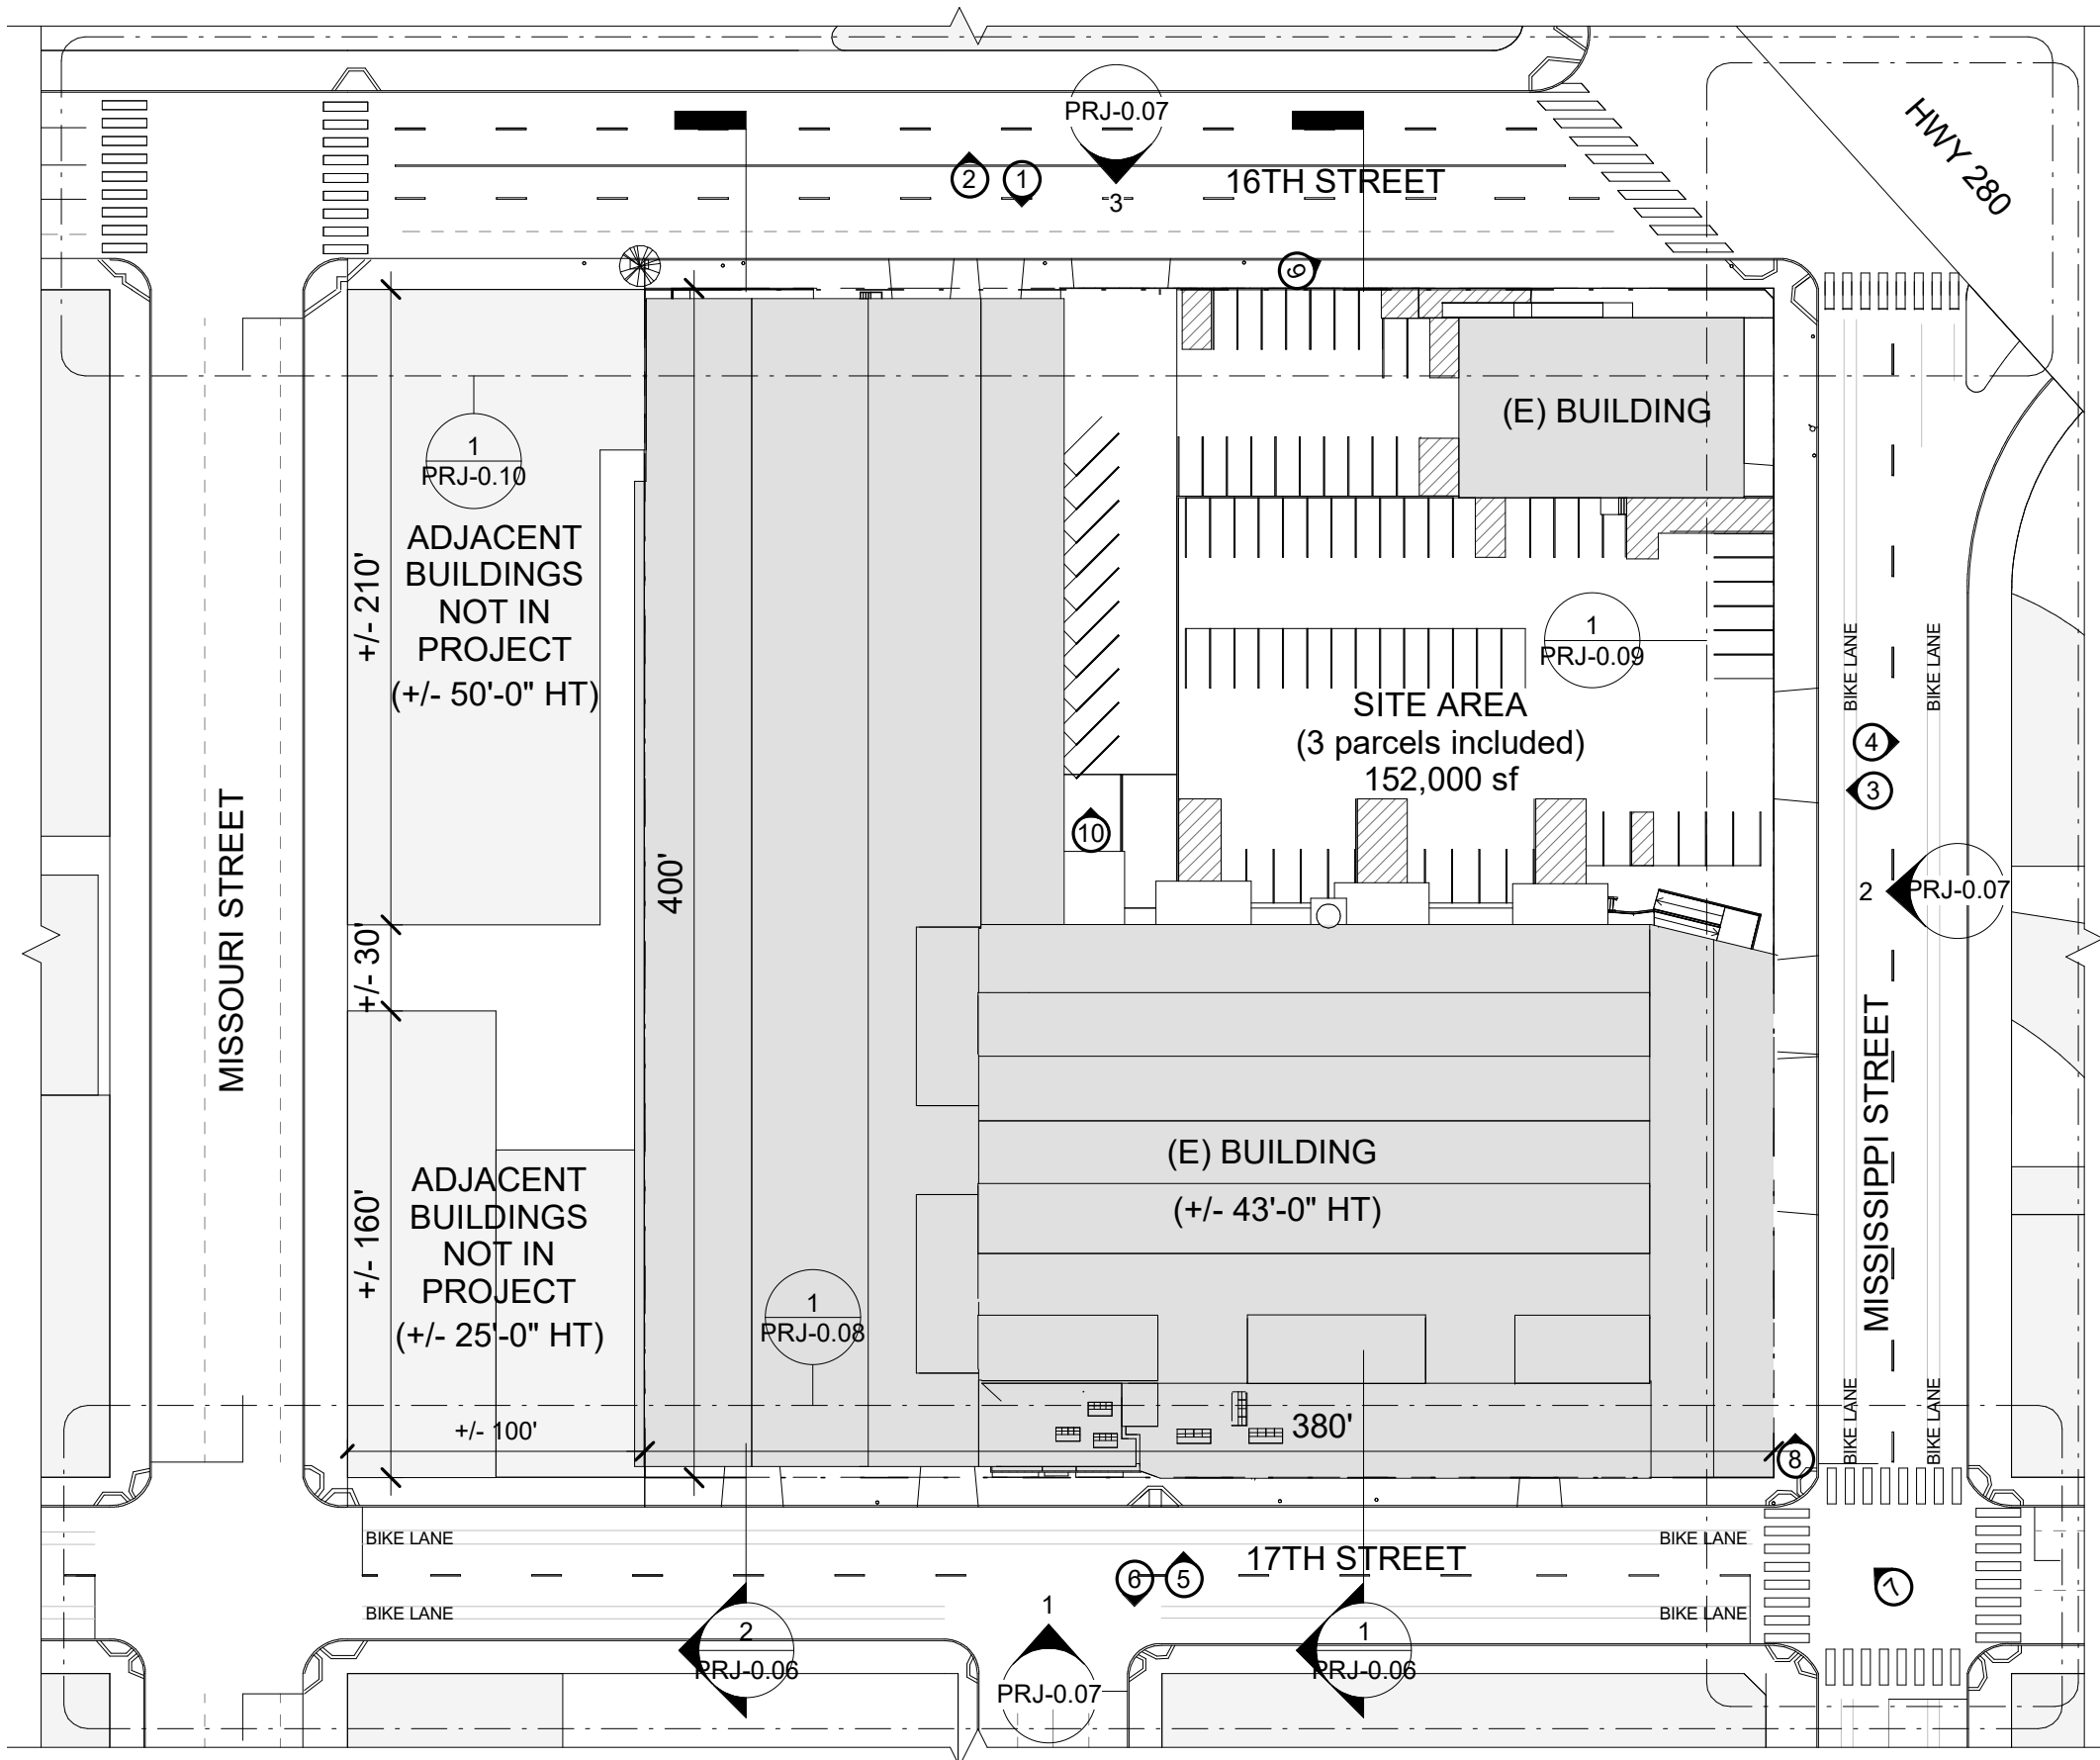 PRJ-0.07
3
2
1
16TH STREET
HWY 280
9
(E) BUILDING
1
PRJ-0.10
ADJACENT
BUILDINGS
NOT IN
PROJECT
(+/- 50'-0" HT)
+/- 210'
1
PRJ-0.09
SITE AREA
(3 parcels included)
152,000 sf
BIKE LANE
BIKE LANE
4
3
10
2
PRJ-0.07
400'
+/- 30'
MISSOURI STREET
MISSISSIPPI STREET
(E) BUILDING
(+/- 43'-0" HT)
ADJACENT
BUILDINGS
NOT IN
PROJECT
(+/- 25'-0" HT)
+/- 160'
1
PRJ-0.08
+/- 100'
380'
8
BIKE LANE
BIKE LANE
BIKE LANE
BIKE LANE
17TH STREET
6
5
7
BIKE LANE
BIKE LANE
2
PRJ-0.06
1
PRJ-0.07
1
PRJ-0.06